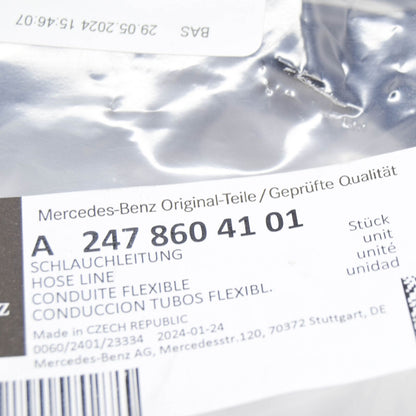 29.05.2024 15:46:07 BAS
Mercedes-Benz Original-Teile/Geprüfte Qualität
A 247 860 41 01
SCHLAUCHLEITUNG
HOSE LINE
CONDUITE FLEXIBLE
CONDUCCION TUBOS FLEXIBL.
Stück
unit
unité
unidad
Made in CZECH REPUBLIC
0060/2401/23334 2024-01-24
Mercedes-Benz AG, Mercedesstr.120, 70372 Stuttgart, DE